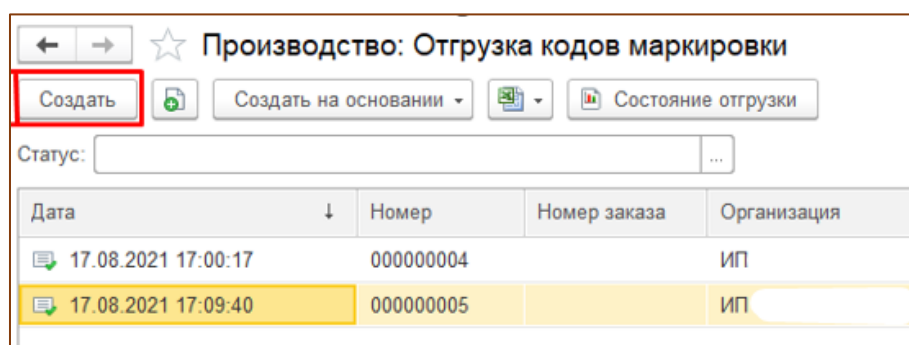 Производство: Отгрузка кодов маркировки
Создать Создать на основании Состояние отгрузки
Статус: ...
Дата ↓ Номер Номер заказа Организация
17.08.2021 17:00:17 000000004 ИП
17.08.2021 17:09:40 000000005 ИП